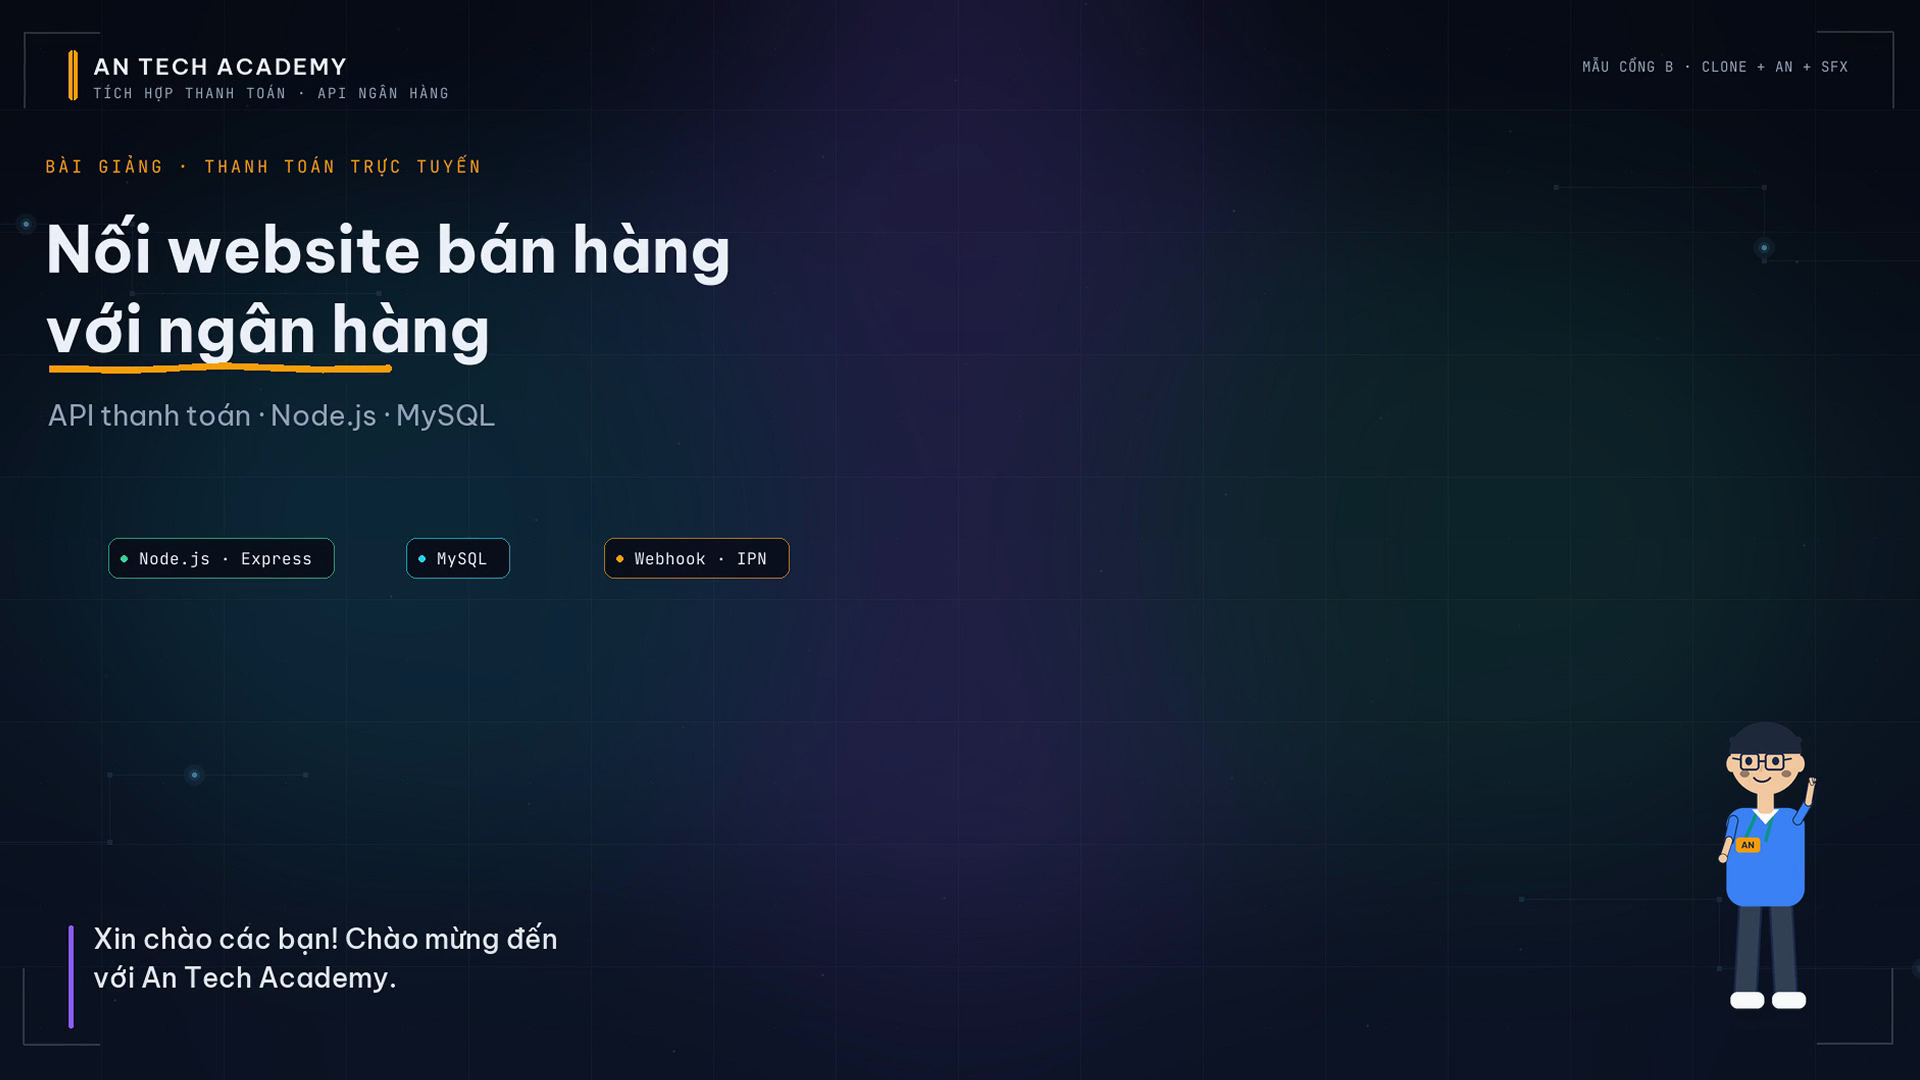 AN TECH ACADEMY
TÍCH HỢP THANH TOÁN · API NGÂN HÀNG
MẪU CỔNG B · CLONE + AN + SFX
BÀI GIẢNG · THANH TOÁN TRỰC TUYẾN
Nối website bán hàng
với ngân hàng
API thanh toán · Node.js · MySQL
Node.js · Express
MySQL
Webhook · IPN
AN
Xin chào các bạn! Chào mừng đến
với An Tech Academy.